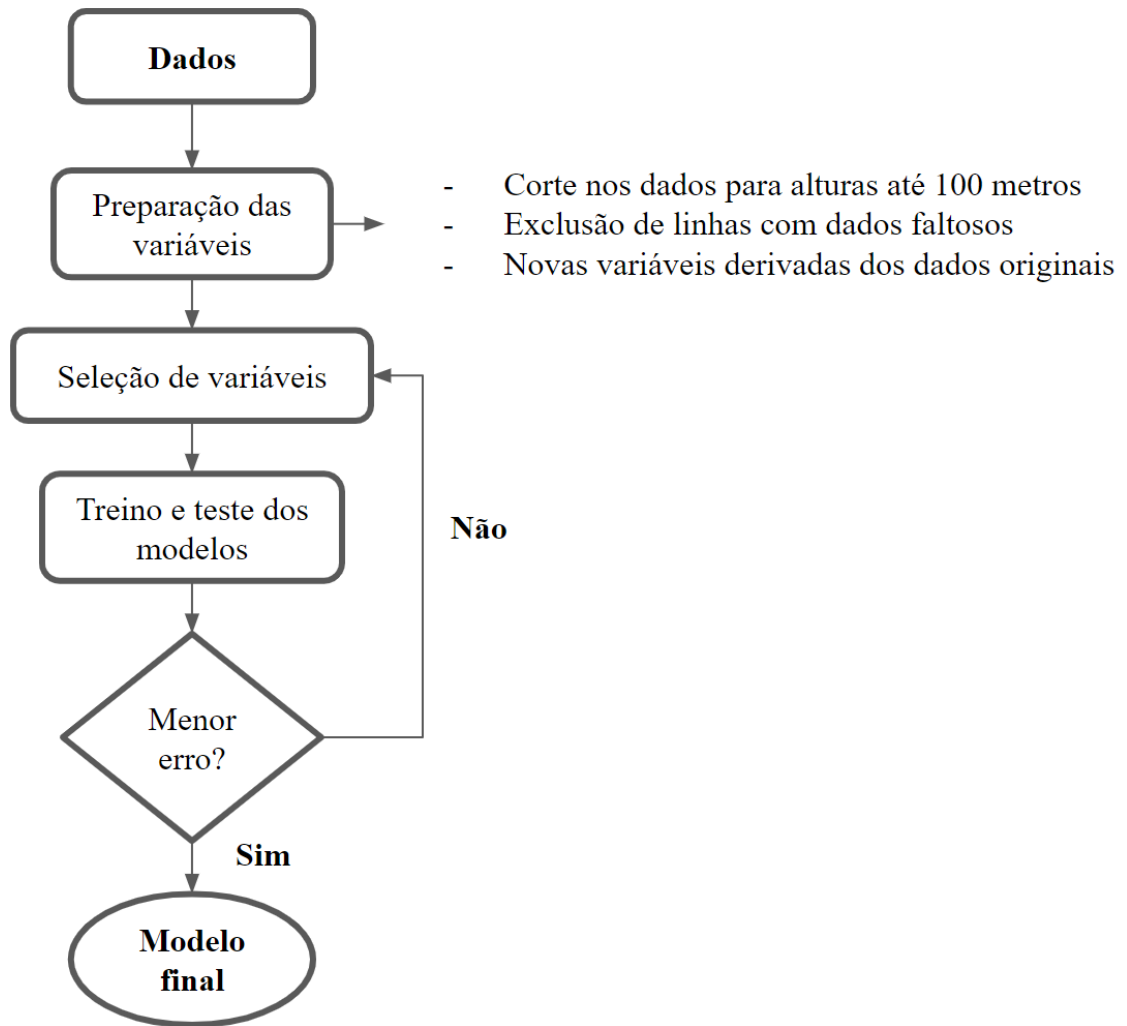 Dados
Preparação das
variáveis
- Corte nos dados para alturas até 100 metros
- Exclusão de linhas com dados faltosos
- Novas variáveis derivadas dos dados originais
Seleção de variáveis
Treino e teste dos
modelos
Não
Menor
erro?
Sim
Modelo
final